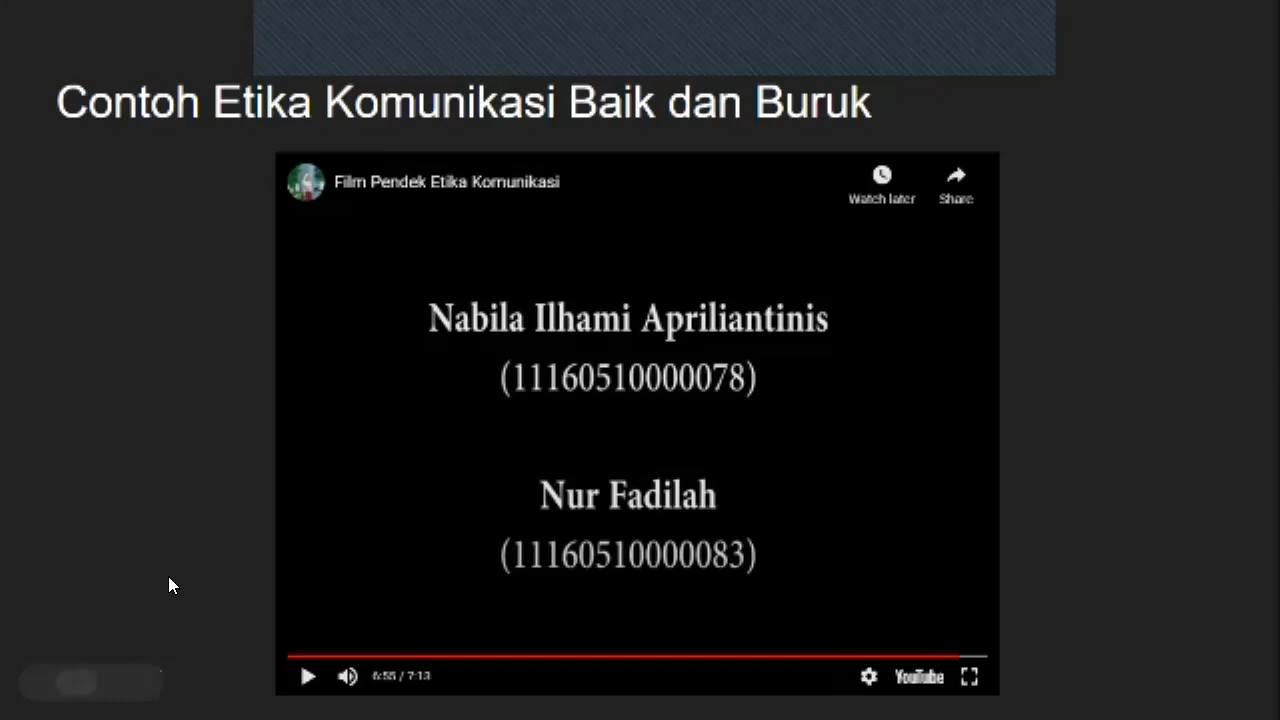 Contoh Etika Komunikasi Baik dan Buruk
Film Pendek Etika Komunikasi
Watch later
Share
Nabila Ilhami Apriliantinis
(11160510000078)
Nur Fadilah
(11160510000083)
6:55 / 7:13
YouTube